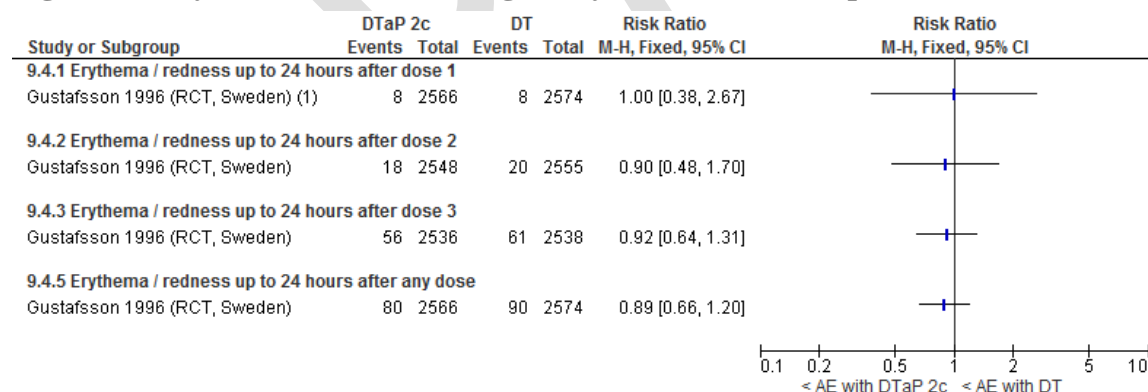 DTaP 2c DT Risk Ratio Risk Ratio
Study or Subgroup Events Total Events Total M-H, Fixed, 95% CI M-H, Fixed, 95% CI
9.4.1 Erythema / redness up to 24 hours after dose 1
Gustafsson 1996 (RCT, Sweden) (1) 8 2566 8 2574 1.00 [0.38, 2.67]
9.4.2 Erythema / redness up to 24 hours after dose 2
Gustafsson 1996 (RCT, Sweden) 18 2548 20 2555 0.90 [0.48, 1.70]
9.4.3 Erythema / redness up to 24 hours after dose 3
Gustafsson 1996 (RCT, Sweden) 56 2536 61 2538 0.92 [0.64, 1.31]
9.4.5 Erythema / redness up to 24 hours after any dose
Gustafsson 1996 (RCT, Sweden) 80 2566 90 2574 0.89 [0.66, 1.20]
0.1 0.2 0.5 1 2 5 10
< AE with DTaP 2c < AE with DT